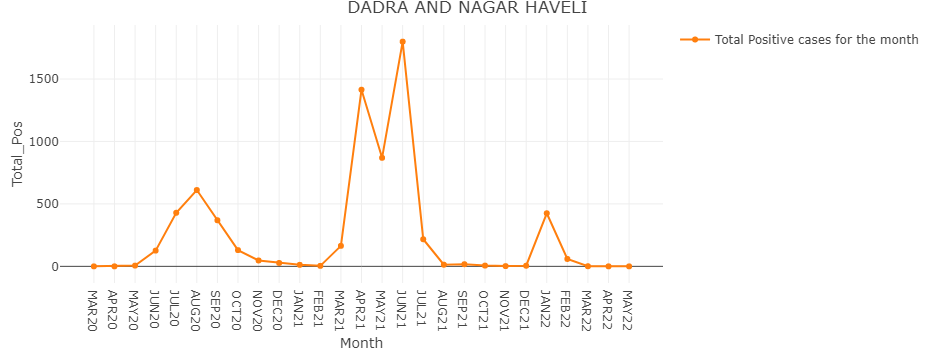 DADRA AND NAGAR HAVELI
Total Positive cases for the month
Total_Pos
1500
1000
500
0
MAR20
APR20
MAY20
JUN20
JUL20
AUG20
SEP20
OCT20
NOV20
DEC20
JAN21
FEB21
MAR21
APR21
MAY21
JUN21
JUL21
AUG21
SEP21
OCT21
NOV21
DEC21
JAN22
FEB22
MAR22
APR22
MAY22
Month